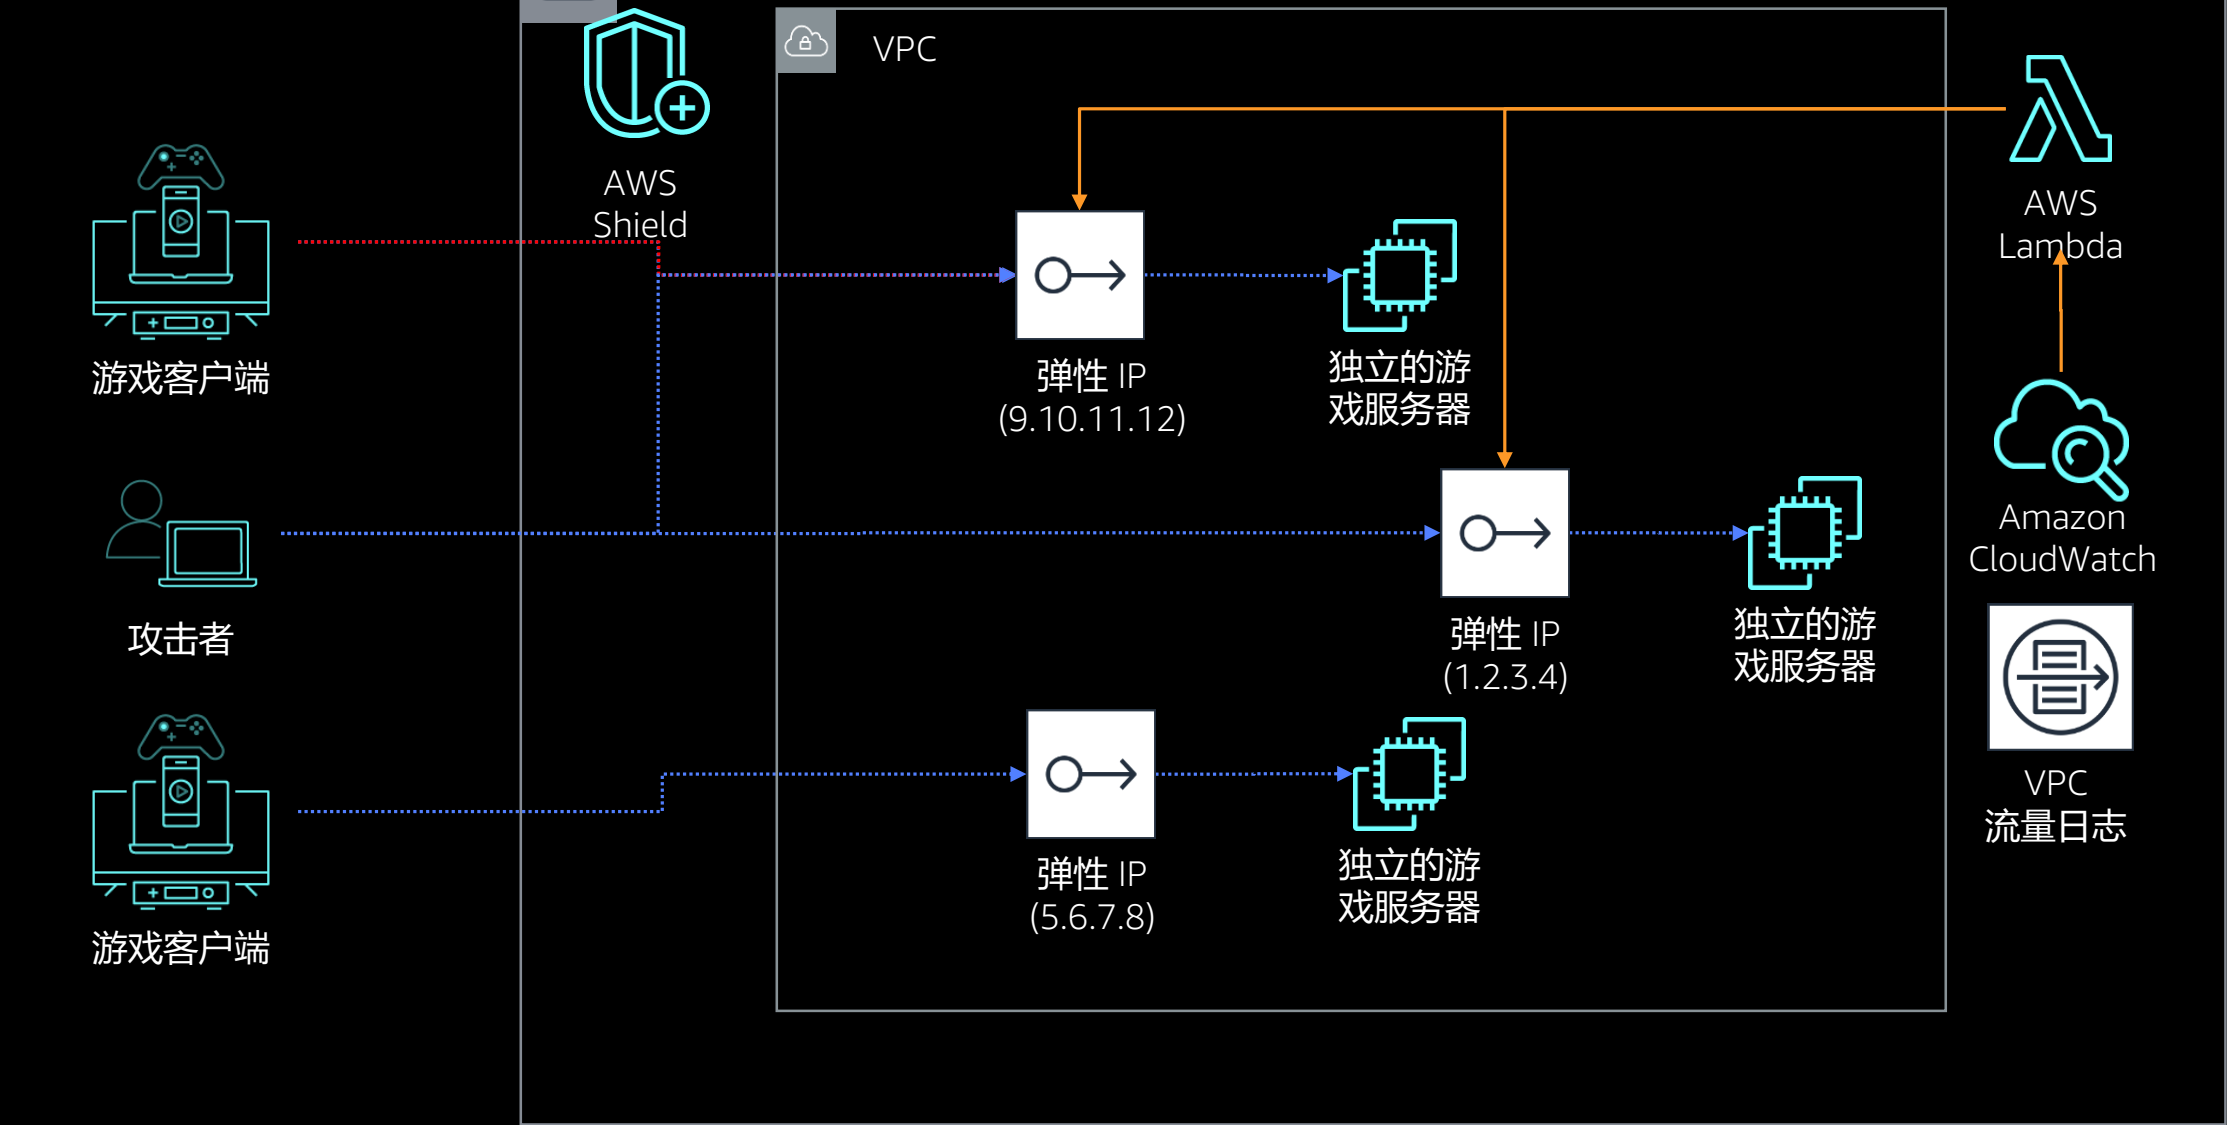 VPC
AWS
Shield
AWS
Lambda
游戏客户端
弹性 IP
(9.10.11.12)
独立的游
戏服务器
Amazon
CloudWatch
攻击者
弹性 IP
(1.2.3.4)
独立的游
戏服务器
VPC
流量日志
游戏客户端
弹性 IP
(5.6.7.8)
独立的游
戏服务器